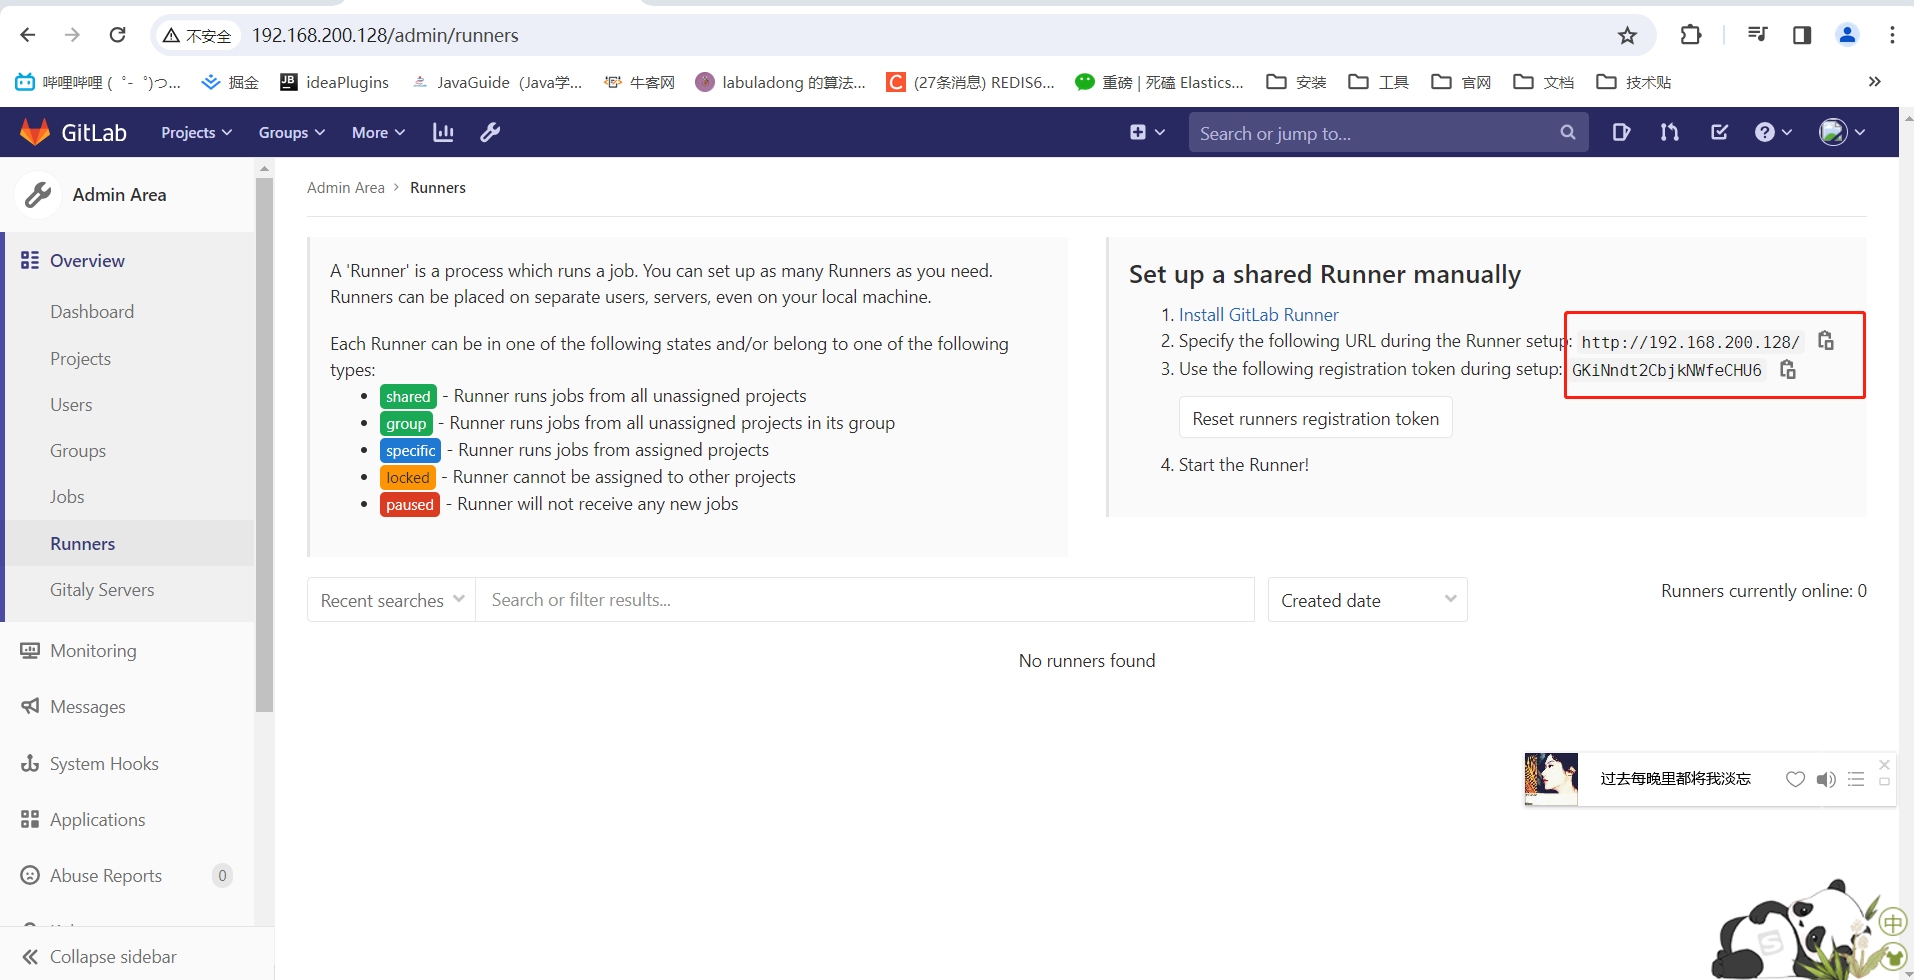 不安全 192.168.200.128/admin/runners
哔哩哔哩 (゜-゜)つ... 掘金 ideaPlugins JavaGuide（Java学... 牛客网 labuladong 的算法... (27条消息) REDIS6... 重磅 | 死磕 Elastics... 安装 工具 官网 文档 技术贴 »
GitLab Projects Groups More Search or jump to...
Admin Area
Overview
Dashboard
Projects
Users
Groups
Jobs
Runners
Gitaly Servers
Monitoring
Messages
System Hooks
Applications
Abuse Reports 0
Collapse sidebar
Admin Area > Runners
A 'Runner' is a process which runs a job. You can set up as many Runners as you need.
Runners can be placed on separate users, servers, even on your local machine.
Each Runner can be in one of the following states and/or belong to one of the following
types:
• shared - Runner runs jobs from all unassigned projects
• group - Runner runs jobs from all unassigned projects in its group
• specific - Runner runs jobs from assigned projects
• locked - Runner cannot be assigned to other projects
• paused - Runner will not receive any new jobs
Set up a shared Runner manually
1. Install GitLab Runner
2. Specify the following URL during the Runner setup: http://192.168.200.128/
3. Use the following registration token during setup: GKiNndt2CbjkNWfeCHU6
Reset runners registration token
4. Start the Runner!
Recent searches Search or filter results... Created date Runners currently online: 0
No runners found
过去每晚里都将我淡忘
S 中